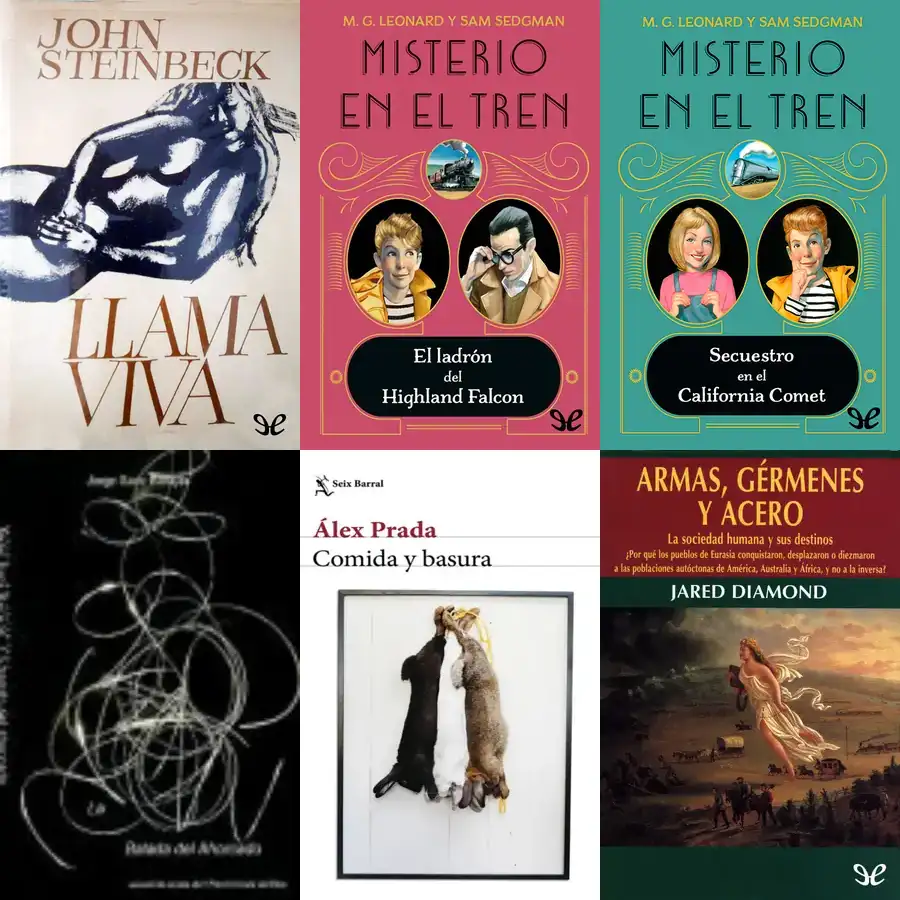 JOHN
STEINBECK
LLAMA
VIVA
M. G. LEONARD Y SAM SEDGMAN
MISTERIO
EN EL TREN
El ladrón
del
Highland Falcon
M. G. LEONARD Y SAM SEDGMAN
MISTERIO
EN EL TREN
Secuestro
en el
California Comet
Balada del Ahorcado
Seix Barral
Álex Prada
Comida y basura
ARMAS, GÉRMENES
Y ACERO
La sociedad humana y sus destinos
¿Por qué los pueblos de Eurasia conquistaron, desplazaron o diezmaron
a las poblaciones autóctonas de América, Australia y África, y no a la inversa?
JARED DIAMOND